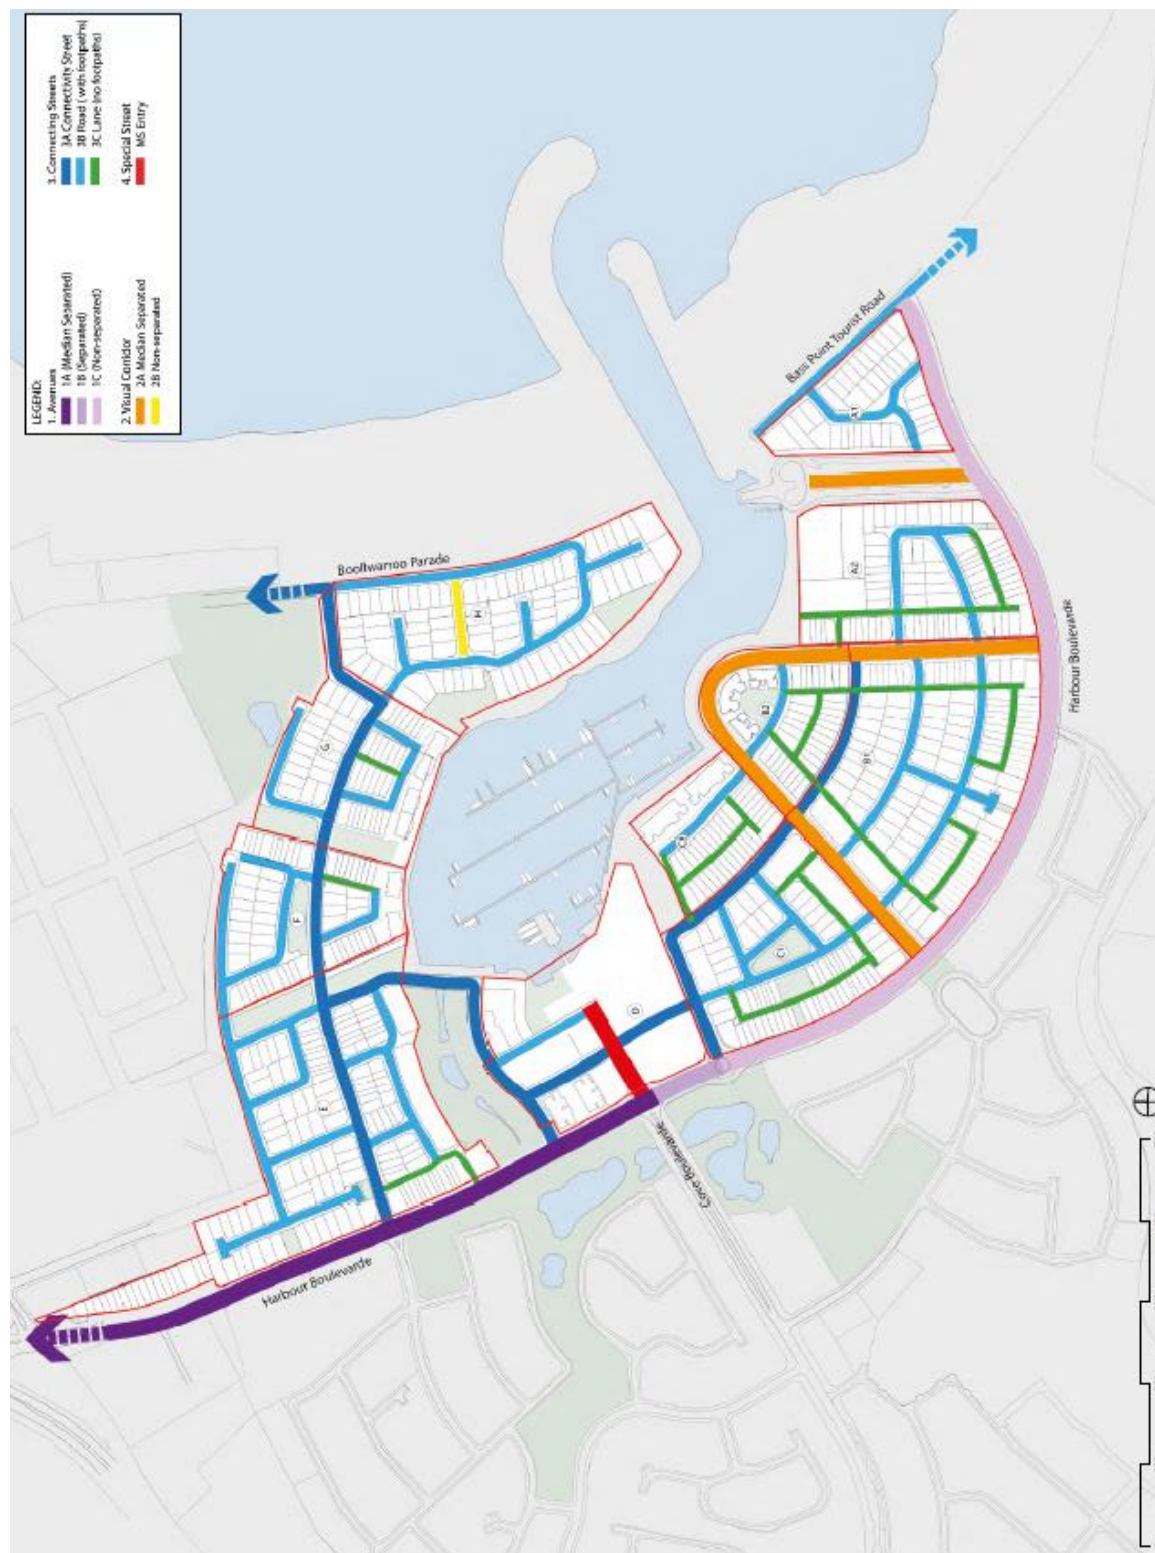 LEGEND:
1. Avenues
1A (Median Separated)
1B (Separated)
1C (Non-separated)
2. Visual Corridor
2A Median Separated
2B Non-separated
3. Connecting Streets
3A Connectivity Street
3B Road ( with footpaths)
3C Lane (no footpaths)
4. Special Street
MS Entry
Boollwarroo Parade
Bass Point Tourist Road
Harbour Boulevarde
Harbour Boulevarde
Cove Boulevarde
A1
A2
B1
B2
C1
D
E
F
G
H